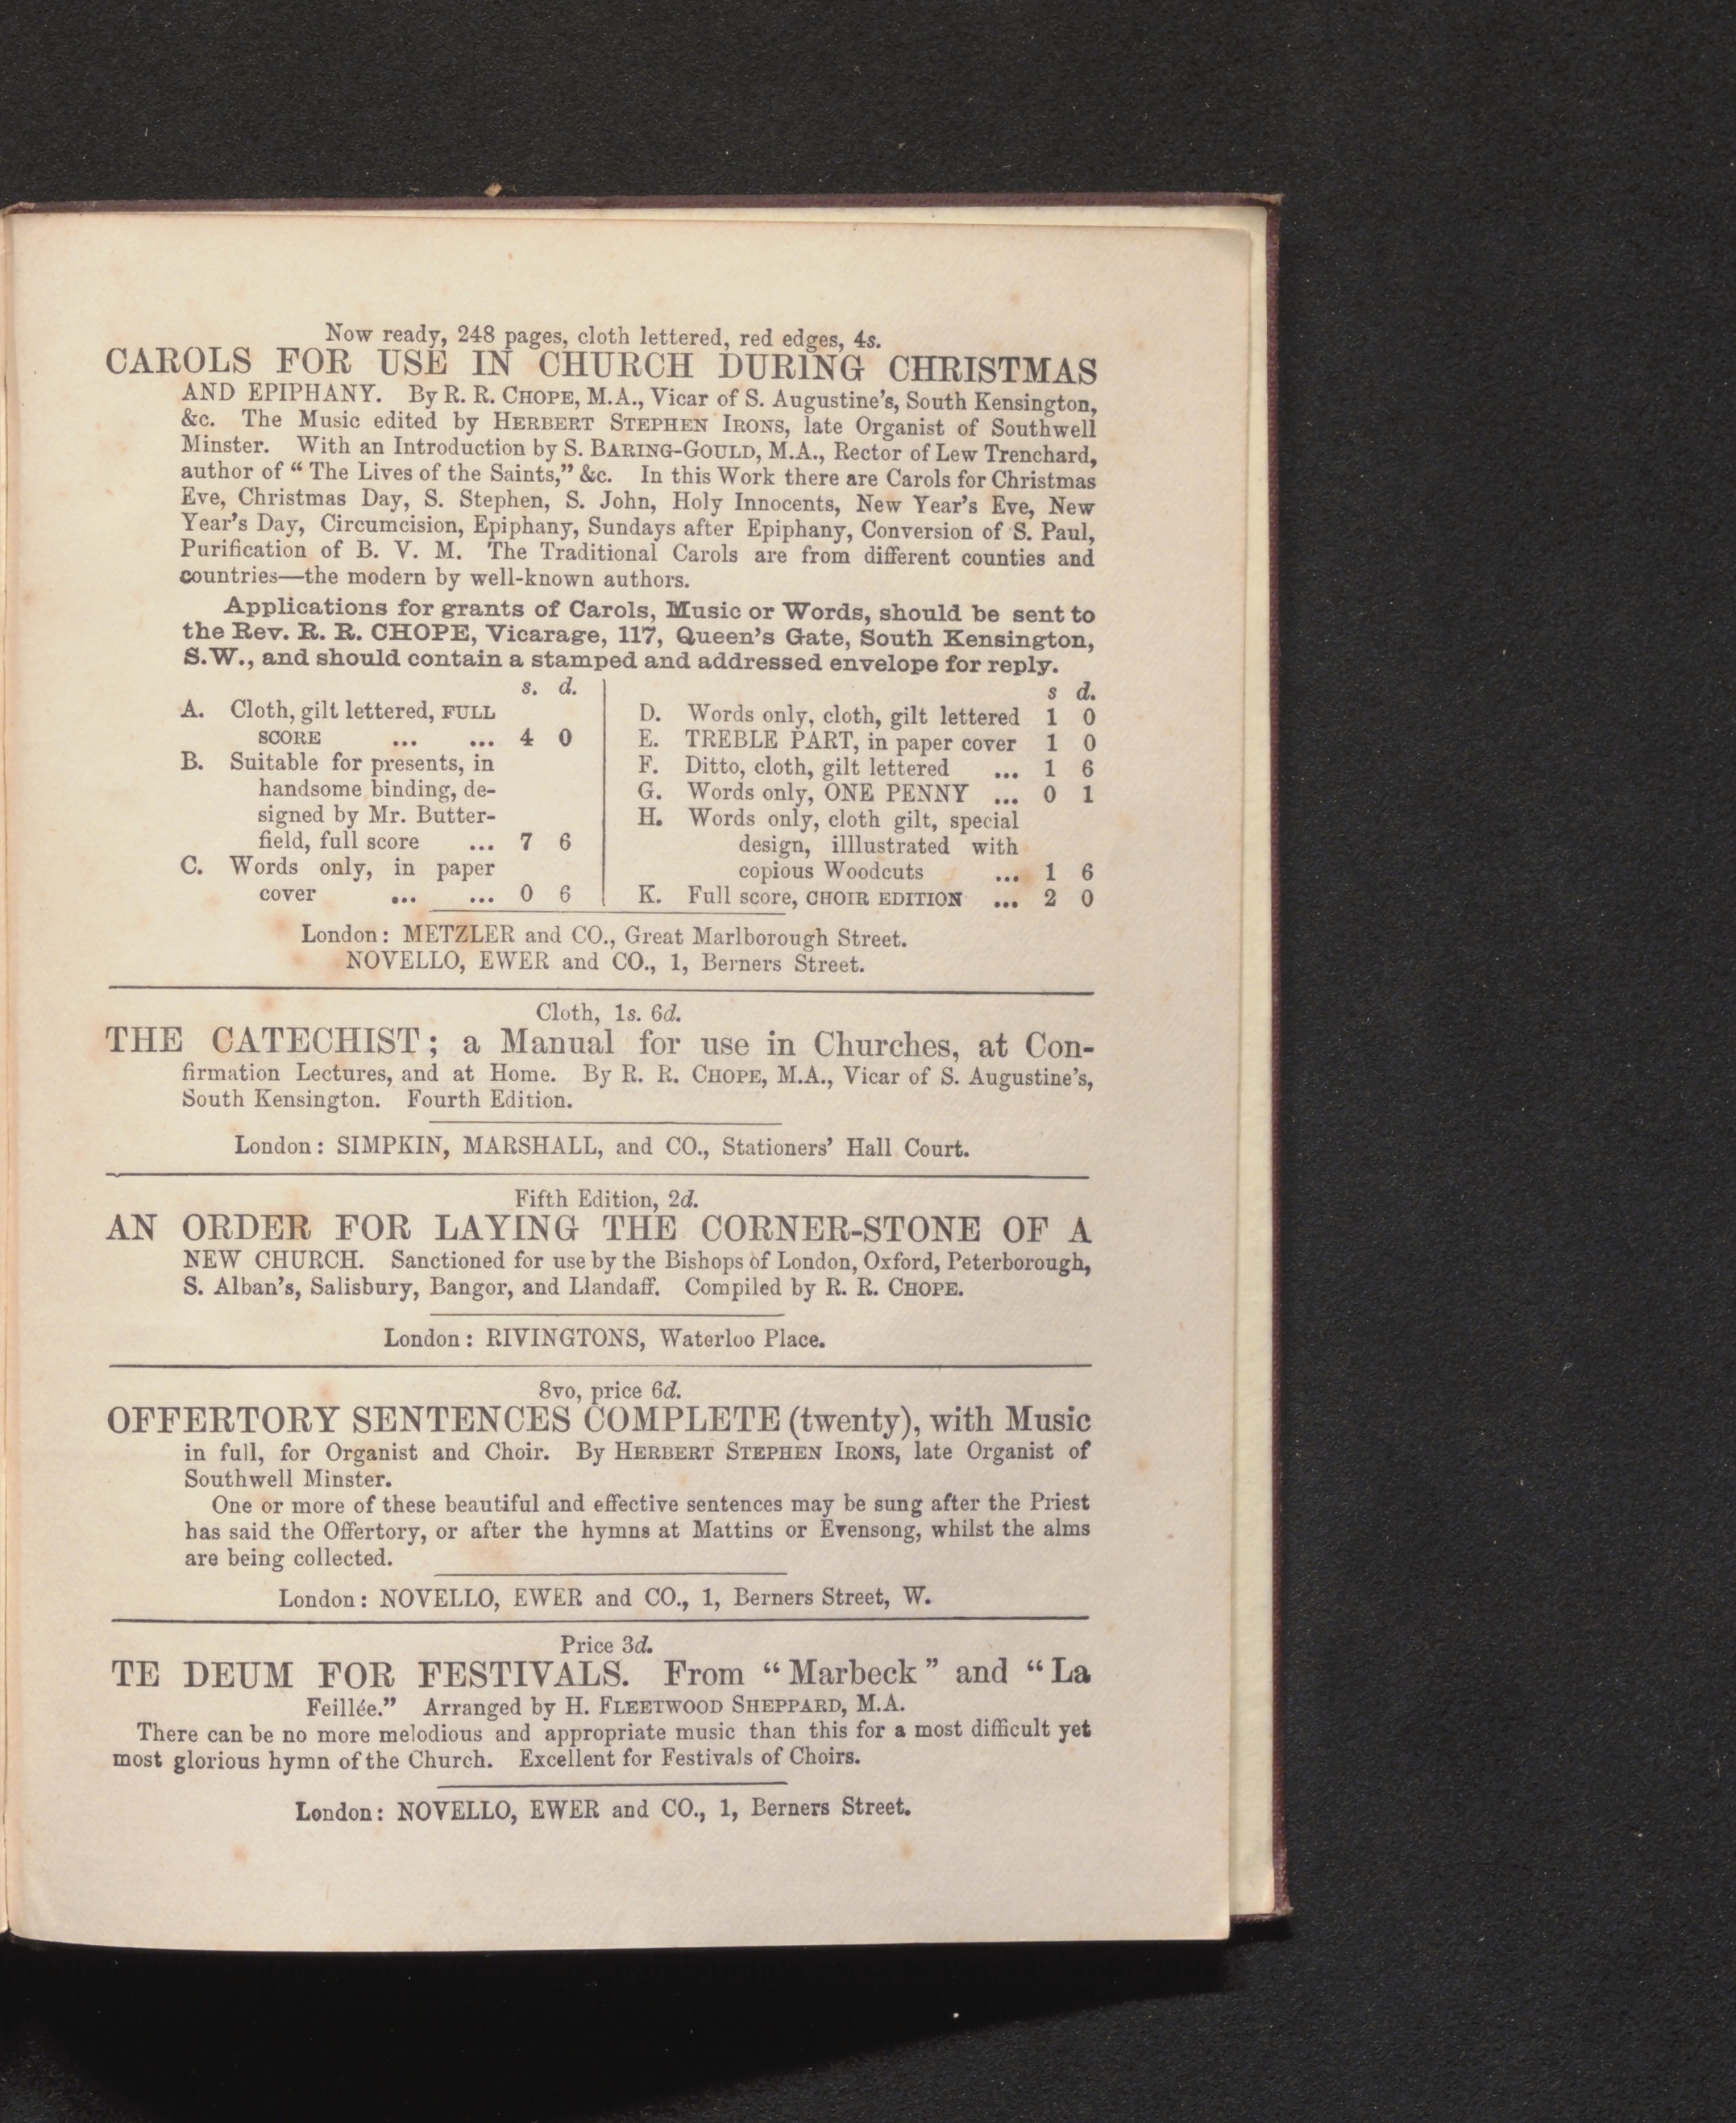 Now ready, 248 pages, cloth lettered, red edges, 4s.
CAROLS FOR USE IN CHURCH DURING CHRISTMAS
AND EPIPHANY. By R. R. CHOPE, M.A., Vicar of S. Augustine's, South Kensington,
&c. The Music edited by HERBERT STEPHEN IRONS, late Organist of Southwell
Minster. With an Introduction by S. BARING-GOULD, M.A., Rector of Lew Trenchard,
author of "The Lives of the Saints," &c. In this Work there are Carols for Christmas
Eve, Christmas Day, S. Stephen, S. John, Holy Innocents, New Year's Eve, New
Year's Day, Circumcision, Epiphany, Sundays after Epiphany, Conversion of S. Paul,
Purification of B. V. M. The Traditional Carols are from different counties and
countries—the modern by well-known authors.
Applications for grants of Carols, Music or Words, should be sent to
the Rev. R. R. CHOPE, Vicarage, 117, Queen's Gate, South Kensington,
S.W., and should contain a stamped and addressed envelope for reply.
s. d.
A. Cloth, gilt lettered, FULL
SCORE ... ... 4 0
B. Suitable for presents, in
handsome binding, de-
signed by Mr. Butter-
field, full score ... 7 6
C. Words only, in paper
cover ... ... 0 6
s d.
D. Words only, cloth, gilt lettered 1 0
E. TREBLE PART, in paper cover 1 0
F. Ditto, cloth, gilt lettered ... 1 6
G. Words only, ONE PENNY ... 0 1
H. Words only, cloth gilt, special
design, illlustrated with
copious Woodcuts ... 1 6
K. Full score, CHOIR EDITION ... 2 0
London: METZLER and CO., Great Marlborough Street.
NOVELLO, EWER and CO., 1, Berners Street.
Cloth, 1s. 6d.
THE CATECHIST; a Manual for use in Churches, at Con-
firmation Lectures, and at Home. By R. R. CHOPE, M.A., Vicar of S. Augustine's,
South Kensington. Fourth Edition.
London: SIMPKIN, MARSHALL, and CO., Stationers' Hall Court.
Fifth Edition, 2d.
AN ORDER FOR LAYING THE CORNER-STONE OF A
NEW CHURCH. Sanctioned for use by the Bishops of London, Oxford, Peterborough,
S. Alban's, Salisbury, Bangor, and Llandaff. Compiled by R. R. CHOPE.
London: RIVINGTONS, Waterloo Place.
8vo, price 6d.
OFFERTORY SENTENCES COMPLETE (twenty), with Music
in full, for Organist and Choir. By HERBERT STEPHEN IRONS, late Organist of
Southwell Minster.
One or more of these beautiful and effective sentences may be sung after the Priest
has said the Offertory, or after the hymns at Mattins or Evensong, whilst the alms
are being collected.
London: NOVELLO, EWER and CO., 1, Berners Street, W.
Price 3d.
TE DEUM FOR FESTIVALS. From "Marbeck" and "La
Feillée." Arranged by H. FLEETWOOD SHEPPARD, M.A.
There can be no more melodious and appropriate music than this for a most difficult yet
most glorious hymn of the Church. Excellent for Festivals of Choirs.
London: NOVELLO, EWER and CO., 1, Berners Street.